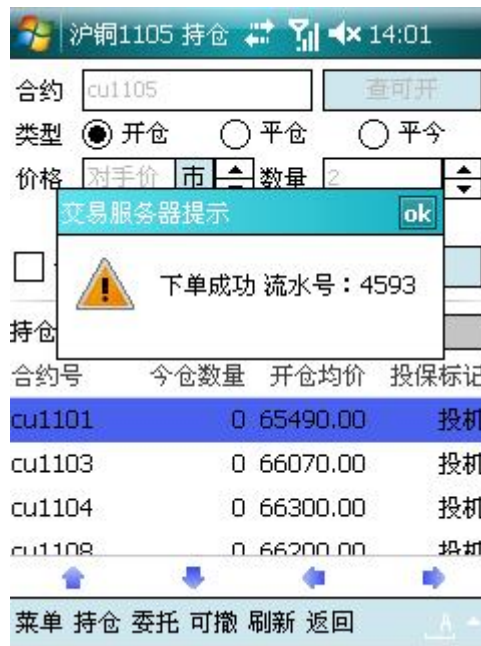 沪铜1105 持仓 14:01
合约 cu1105 查可开
类型 开仓 平仓 平今
价格 对手价 市 数量 2
交易服务器提示 ok
下单成功 流水号：4593
持仓
合约号 今仓数量 开仓均价 投保标记
cu1101 0 65490.00 投机
cu1103 0 66070.00 投机
cu1104 0 66300.00 投机
cu1108 0 66200.00 投机
菜单 持仓 委托 可撤 刷新 返回 A